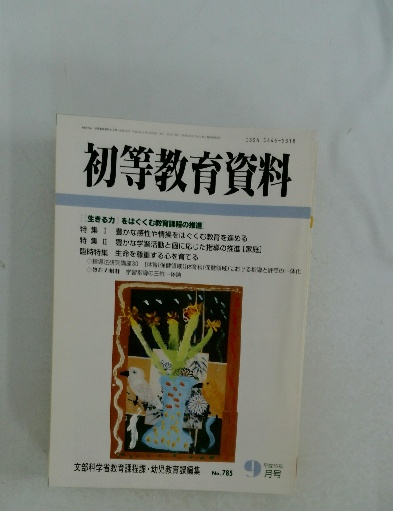 ISSN 0446-5318
初等教育資料
「生きる力」をはぐくむ教育課程の推進
特集Ⅰ 豊かな感性や情操をはぐくむ教育を進める
特集Ⅱ 豊かな学習活動と個に応じた指導の推進【家庭】
臨時特集 生命を尊重する心を育てる
文部科学省教育課程課・幼児教育課編集 No.785 9月号